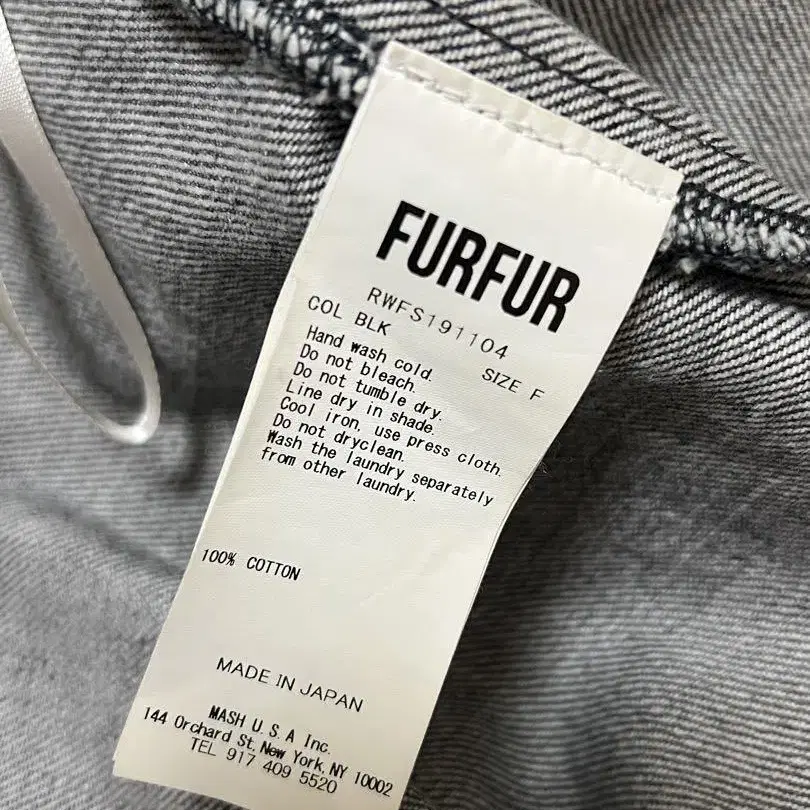 FURFUR
RWFS191104
COL BLK
SIZE F
Hand wash cold.
Do not bleach.
Do not tumble dry.
Line dry in shade.
Cool iron, use press cloth.
Do not dryclean.
Wash the laundry separately
from other laundry.
100% COTTON
MADE IN JAPAN
MASH U.S.A Inc.
144 Orchard St, New York, NY 10002
TEL 917 409 5520